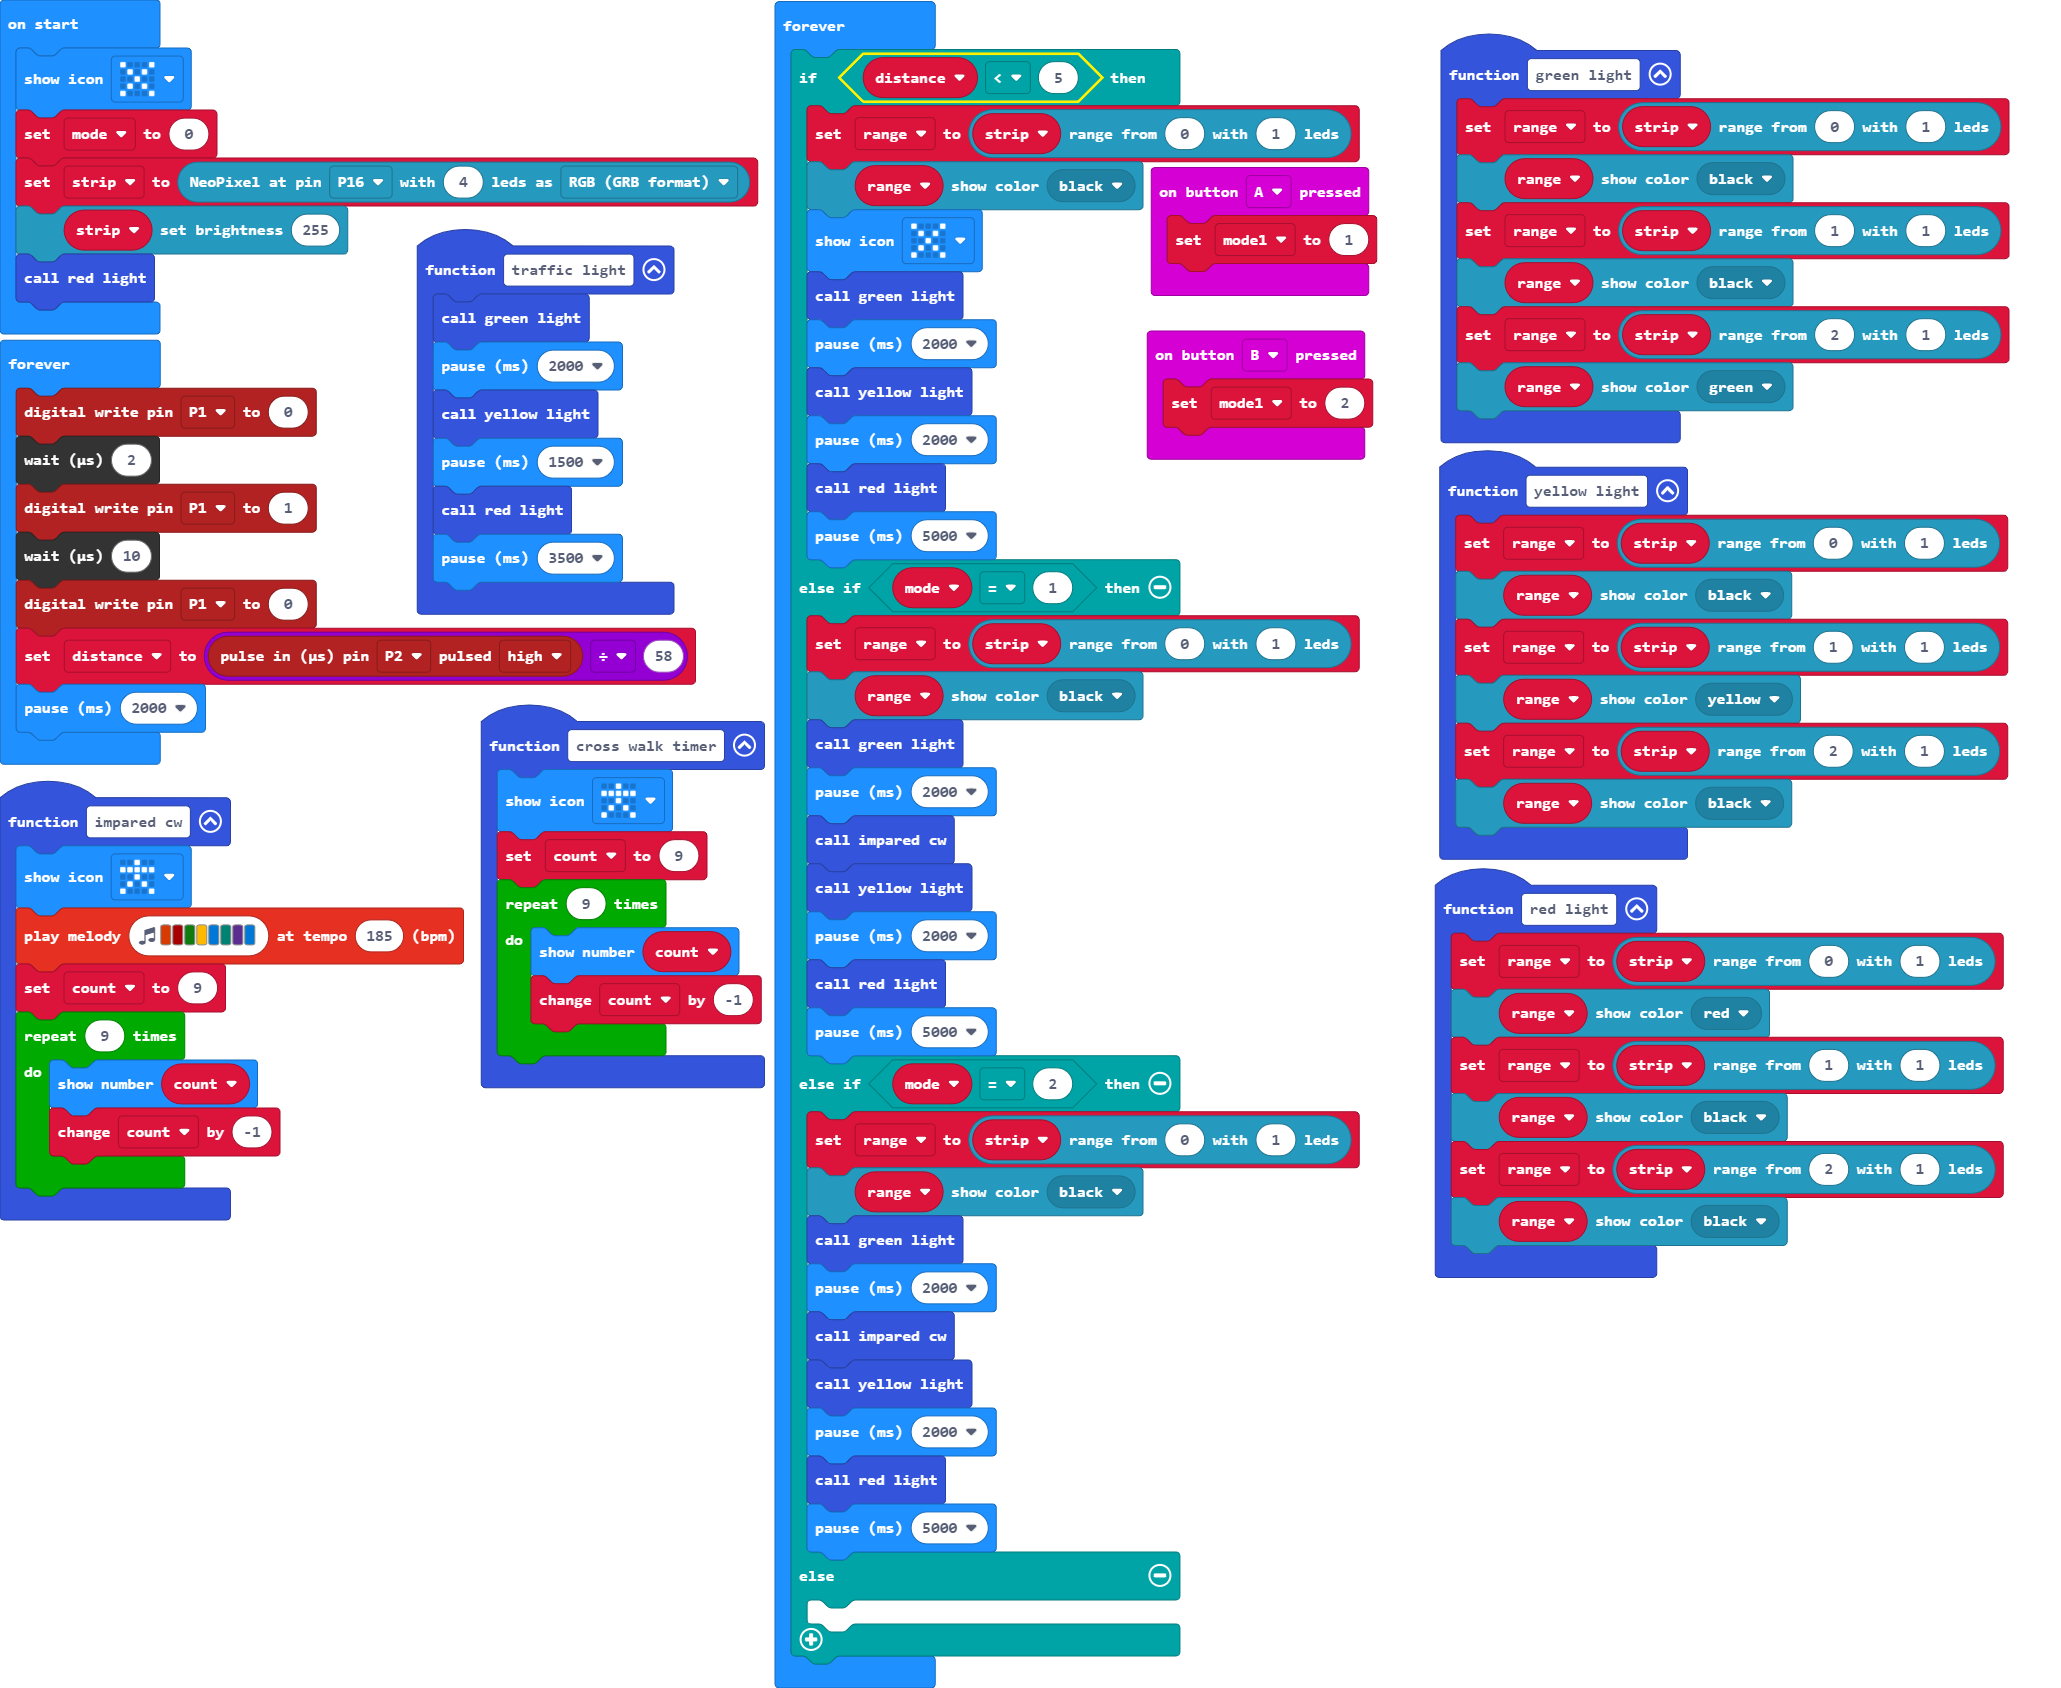 on start
show icon
set mode to 0
set strip to NeoPixel at pin P16 with 4 leds as RGB (GRB format)
strip set brightness 255
call red light
forever
digital write pin P1 to 0
wait (µs) 2
digital write pin P1 to 1
wait (µs) 10
digital write pin P1 to 0
set distance to pulse in (µs) pin P2 pulsed high ÷ 58
pause (ms) 2000
function impared cw
show icon
play melody at tempo 185 (bpm)
set count to 9
repeat 9 times
do
show number count
change count by -1
function traffic light
call green light
pause (ms) 2000
call yellow light
pause (ms) 1500
call red light
pause (ms) 3500
function cross walk timer
show icon
set count to 9
repeat 9 times
do
show number count
change count by -1
forever
if distance < 5 then
set range to strip range from 0 with 1 leds
range show color black
show icon
call green light
pause (ms) 2000
call yellow light
pause (ms) 2000
call red light
pause (ms) 5000
else if mode = 1 then
set range to strip range from 0 with 1 leds
range show color black
call green light
pause (ms) 2000
call impared cw
call yellow light
pause (ms) 2000
call red light
pause (ms) 5000
else if mode = 2 then
set range to strip range from 0 with 1 leds
range show color black
call green light
pause (ms) 2000
call impared cw
call yellow light
pause (ms) 2000
call red light
pause (ms) 5000
else
on button A pressed
set model to 1
on button B pressed
set model to 2
function green light
set range to strip range from 0 with 1 leds
range show color black
set range to strip range from 1 with 1 leds
range show color black
set range to strip range from 2 with 1 leds
range show color green
function yellow light
set range to strip range from 0 with 1 leds
range show color black
set range to strip range from 1 with 1 leds
range show color yellow
set range to strip range from 2 with 1 leds
range show color black
function red light
set range to strip range from 0 with 1 leds
range show color red
set range to strip range from 1 with 1 leds
range show color black
set range to strip range from 2 with 1 leds
range show color black